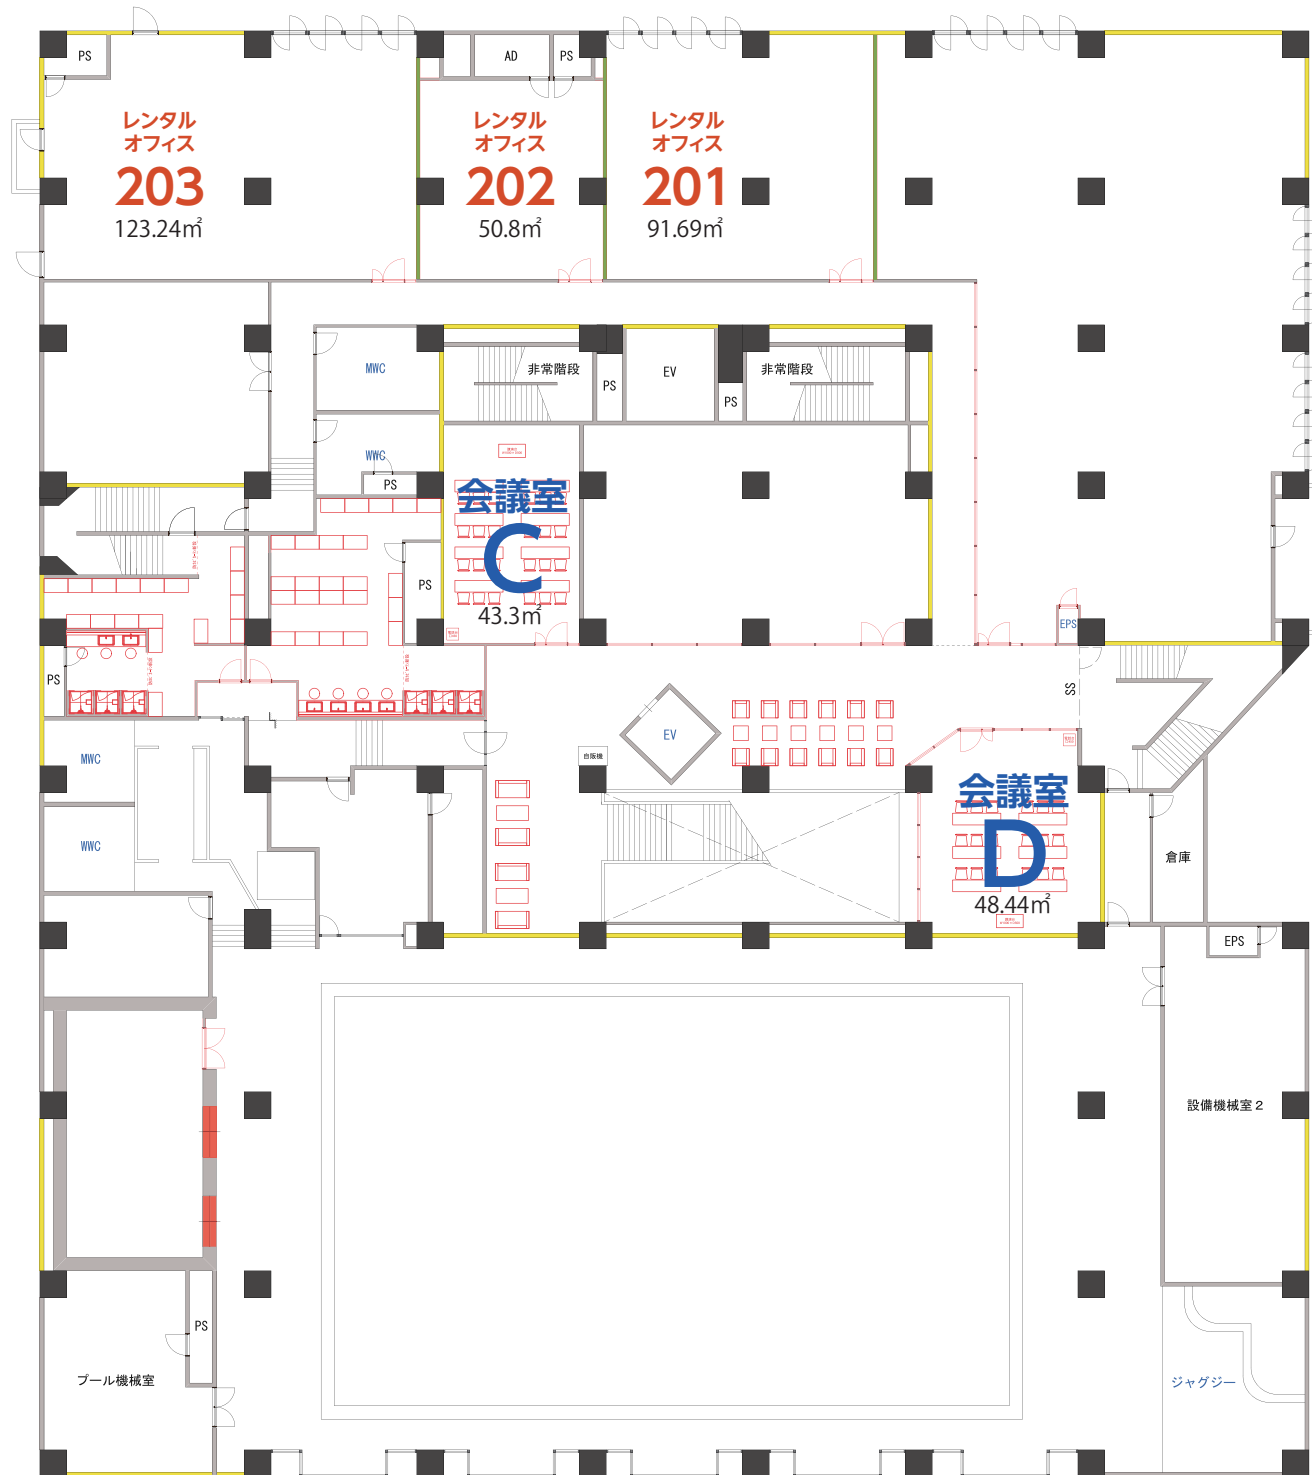 PS
AD
PS
レンタル
オフィス
203
123.24㎡
レンタル
オフィス
202
50.8㎡
レンタル
オフィス
201
91.69㎡
MWC
WWC
PS
非常階段
PS
EV
PS
非常階段
会議室
C
43.3㎡
PS
PS
EPS
SS
EV
自販機
MWC
WWC
会議室
D
48.44㎡
倉庫
EPS
設備機械室2
PS
プール機械室
ジャグジー